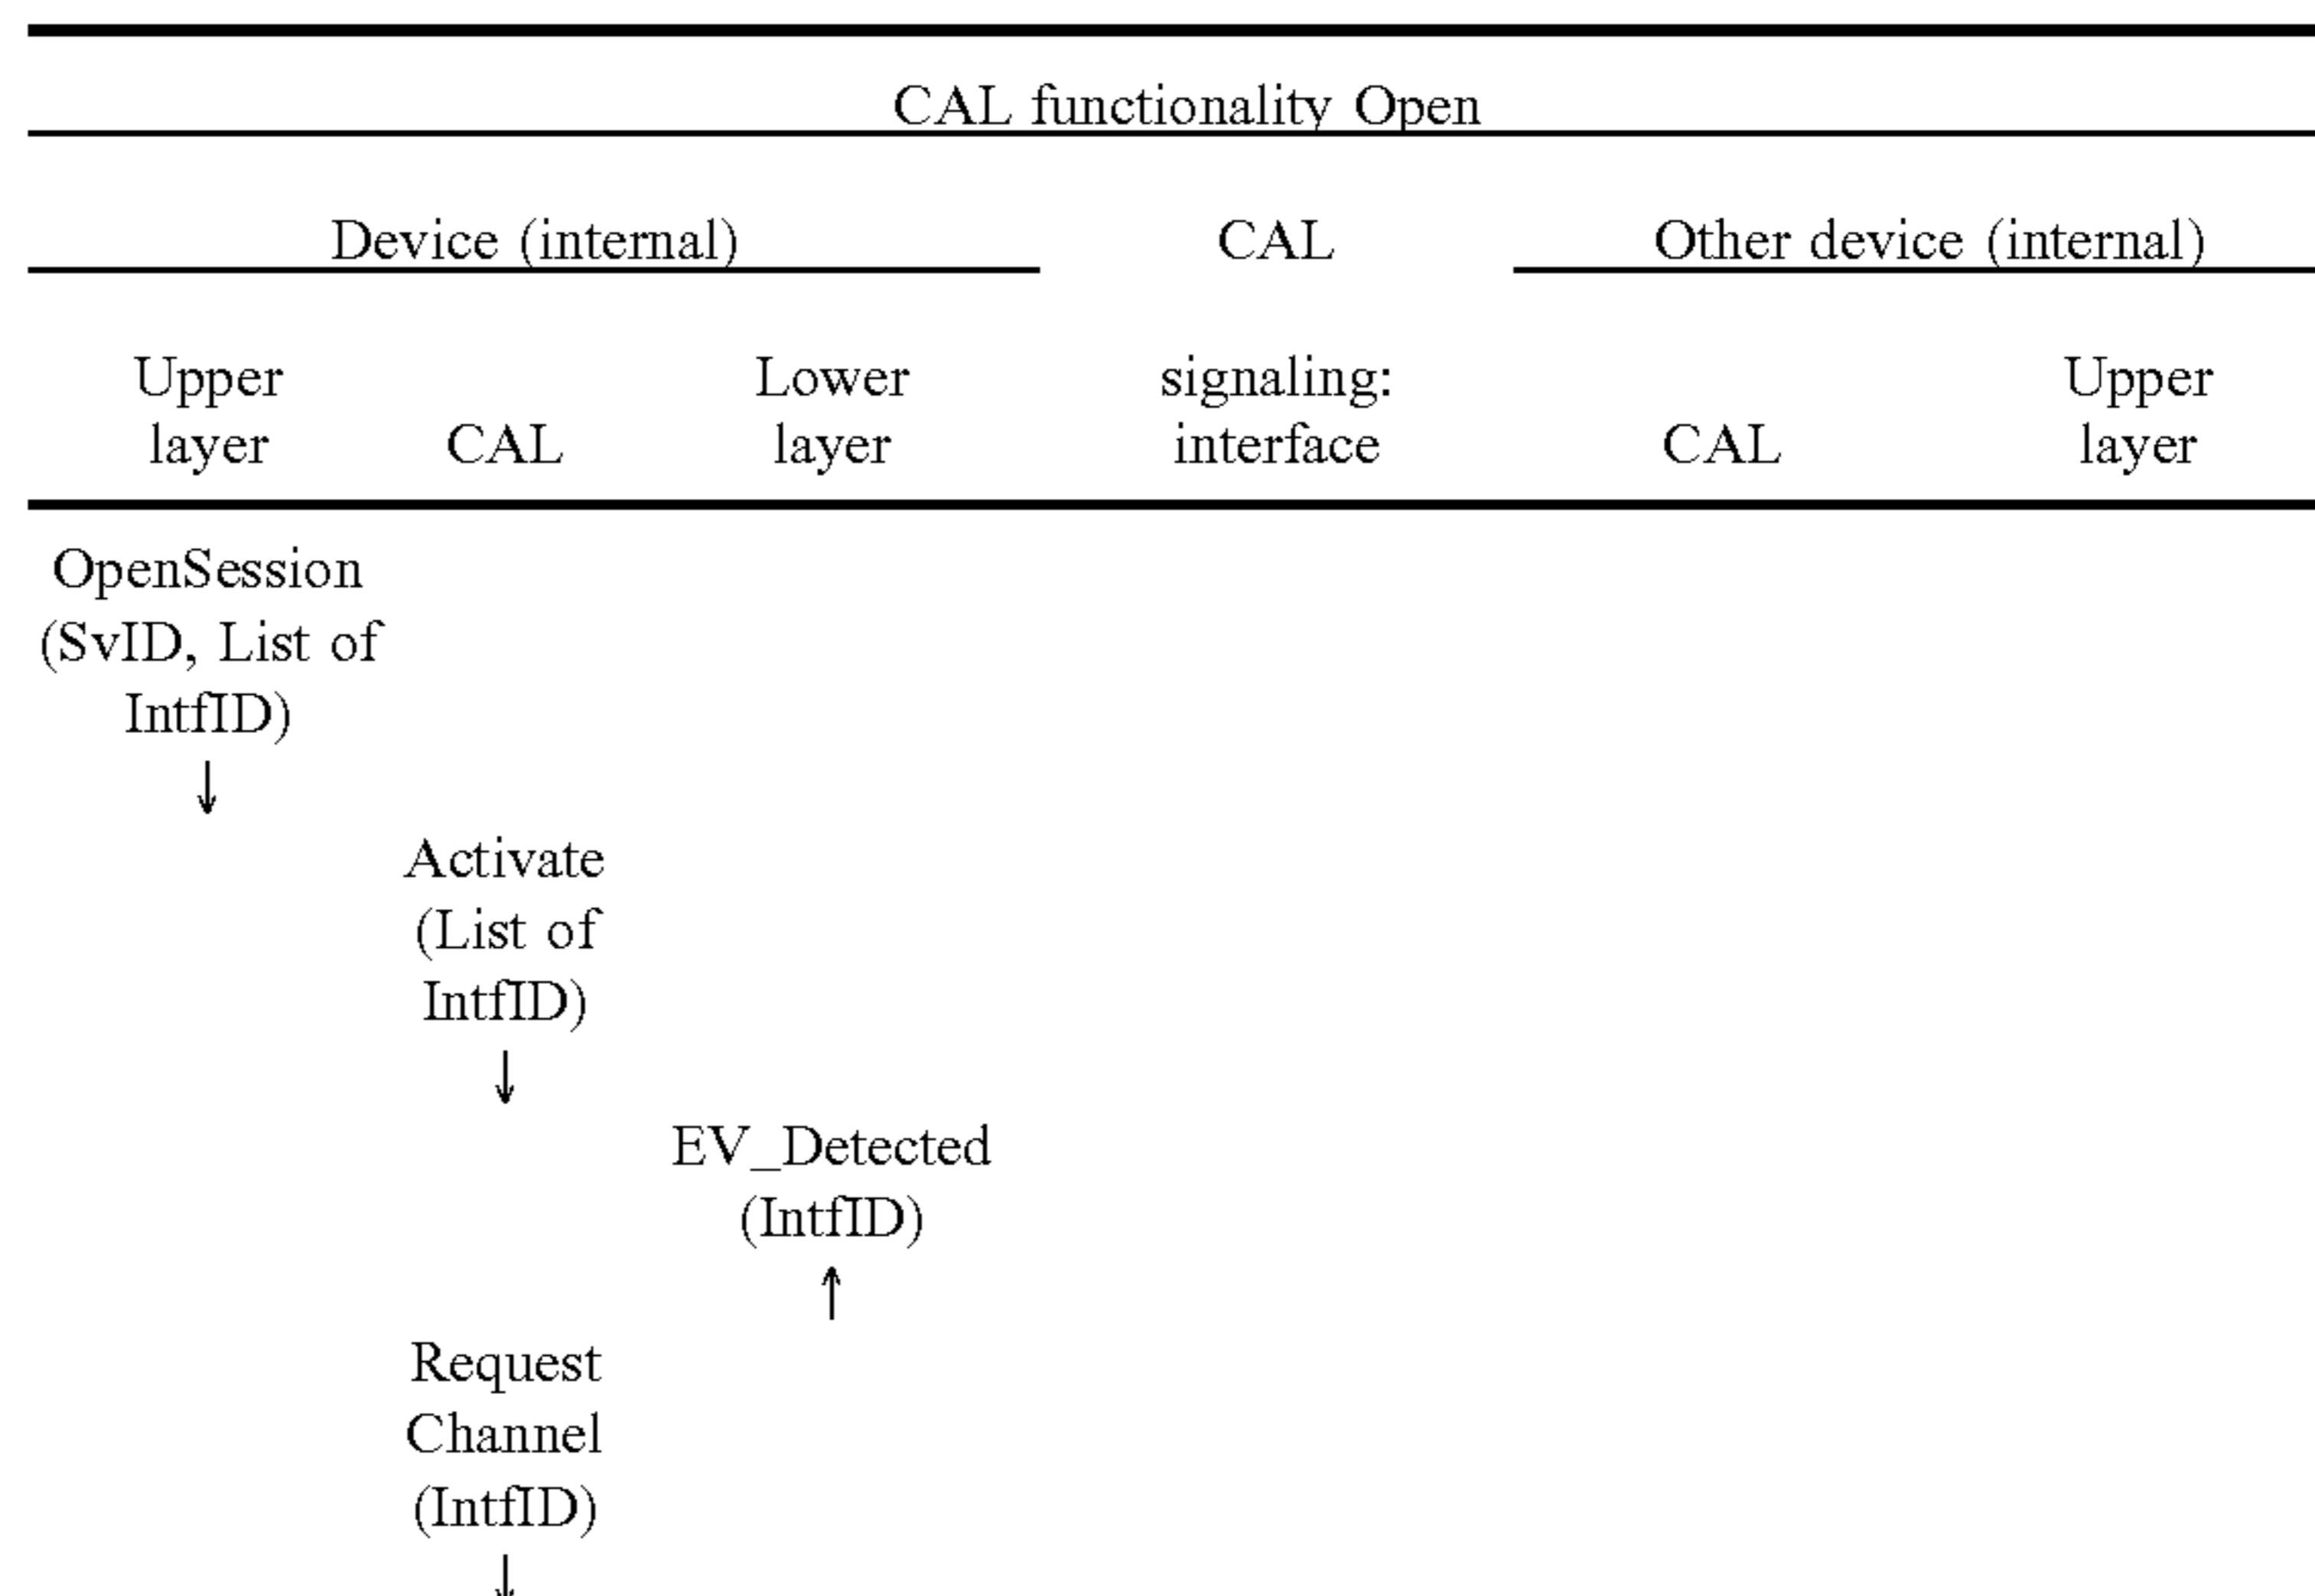 CAL functionality Open
Device (internal) CAL Other device (internal)
Upper Lower signaling: Upper
layer CAL layer interface CAL layer
OpenSession
(SvID, List of
IntfID)
↓
Activate
(List of
IntfID)
↓
EV_Detected
(IntfID)
↑
Request
Channel
(IntfID)
↓